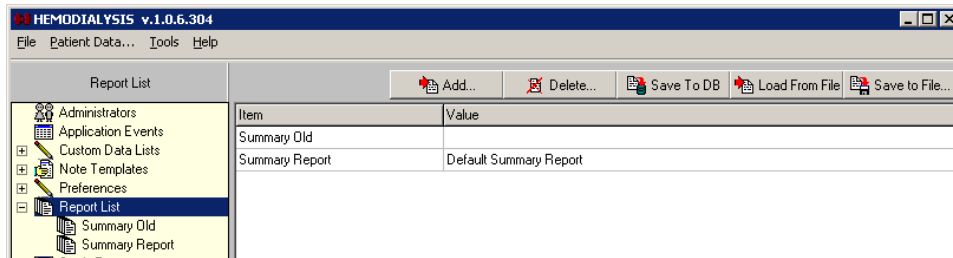 HEMODIALYSIS v.1.0.6.304
File Patient Data... Tools Help
Report List
Add... Delete... Save To DB Load From File Save to File...
Administrators
Application Events
Custom Data Lists
Note Templates
Preferences
Report List
Summary Old
Summary Report
Item Value
Summary Old
Summary Report Default Summary Report